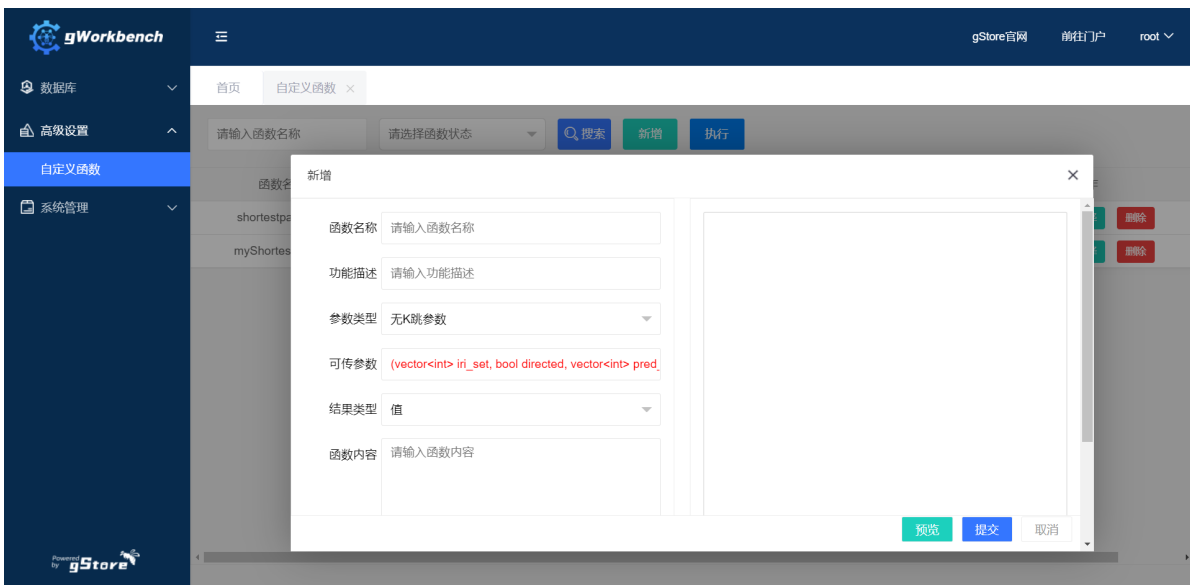 gWorkbench
gStore官网 前往门户 root
数据库
首页 自定义函数
高级设置
请输入函数名称 请选择函数状态 搜索 新增 执行
自定义函数
新增
系统管理
shortestpa
删除
myShortes
删除
函数名称 请输入函数名称
功能描述 请输入功能描述
参数类型 无K跳参数
可传参数 (vector<int> iri_set, bool directed, vector<int> pred_
结果类型 值
函数内容 请输入函数内容
预览 提交 取消
Powered by gStore